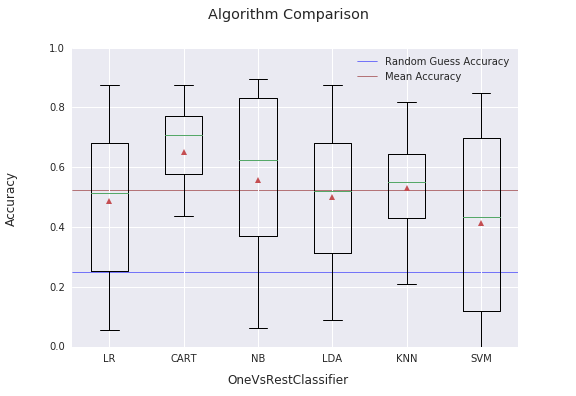 Algorithm Comparison
Random Guess Accuracy
Mean Accuracy
1.0
0.8
0.6
0.4
0.2
0.0
Accuracy
LR CART NB LDA KNN SVM
OneVsRestClassifier